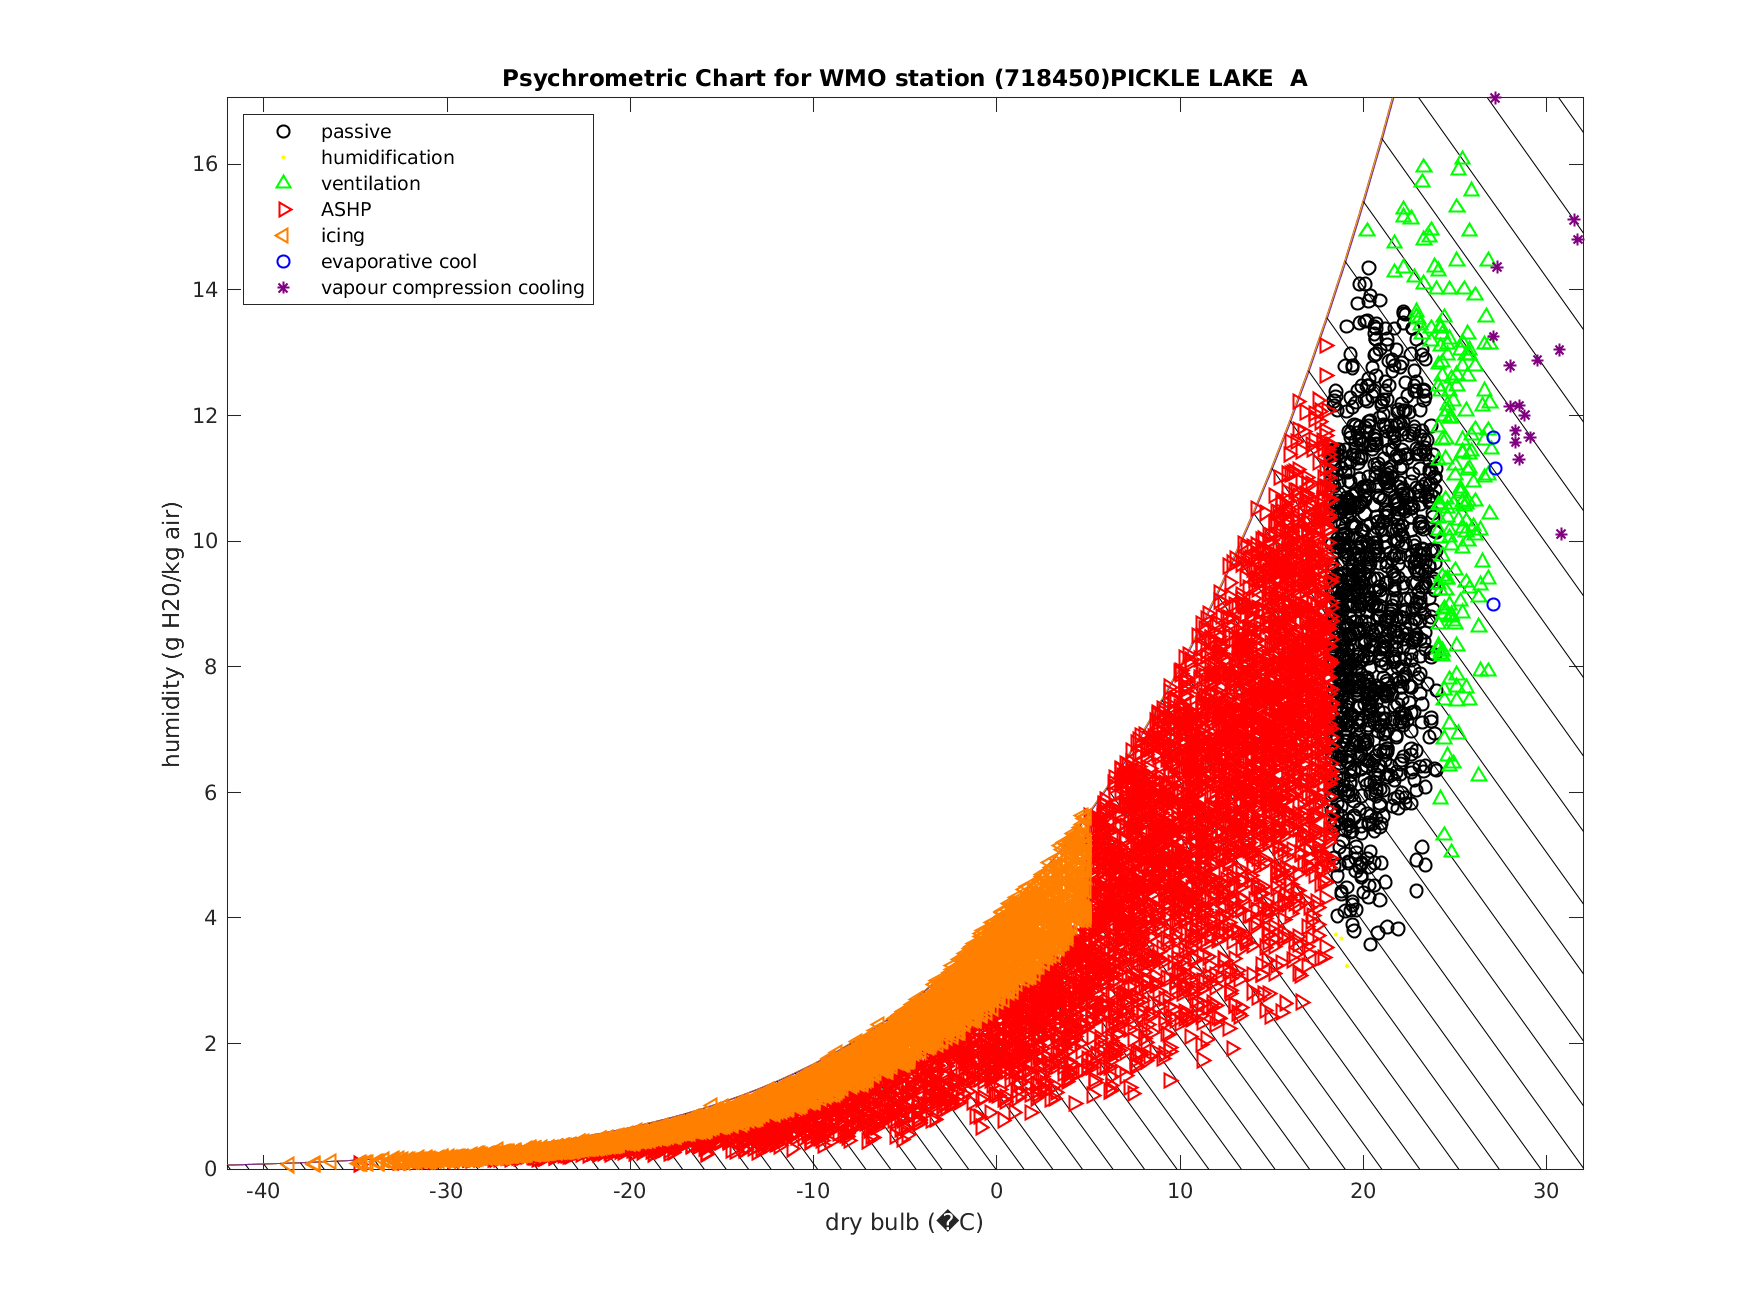 Psychrometric Chart for WMO station (718450)PICKLE LAKE  A
passive
humidification
ventilation
ASHP
icing
evaporative cool
vapour compression cooling
humidity (g H20/kg air)
16
14
12
10
8
6
4
2
0
-40 -30 -20 -10 0 10 20 30
dry bulb (�C)